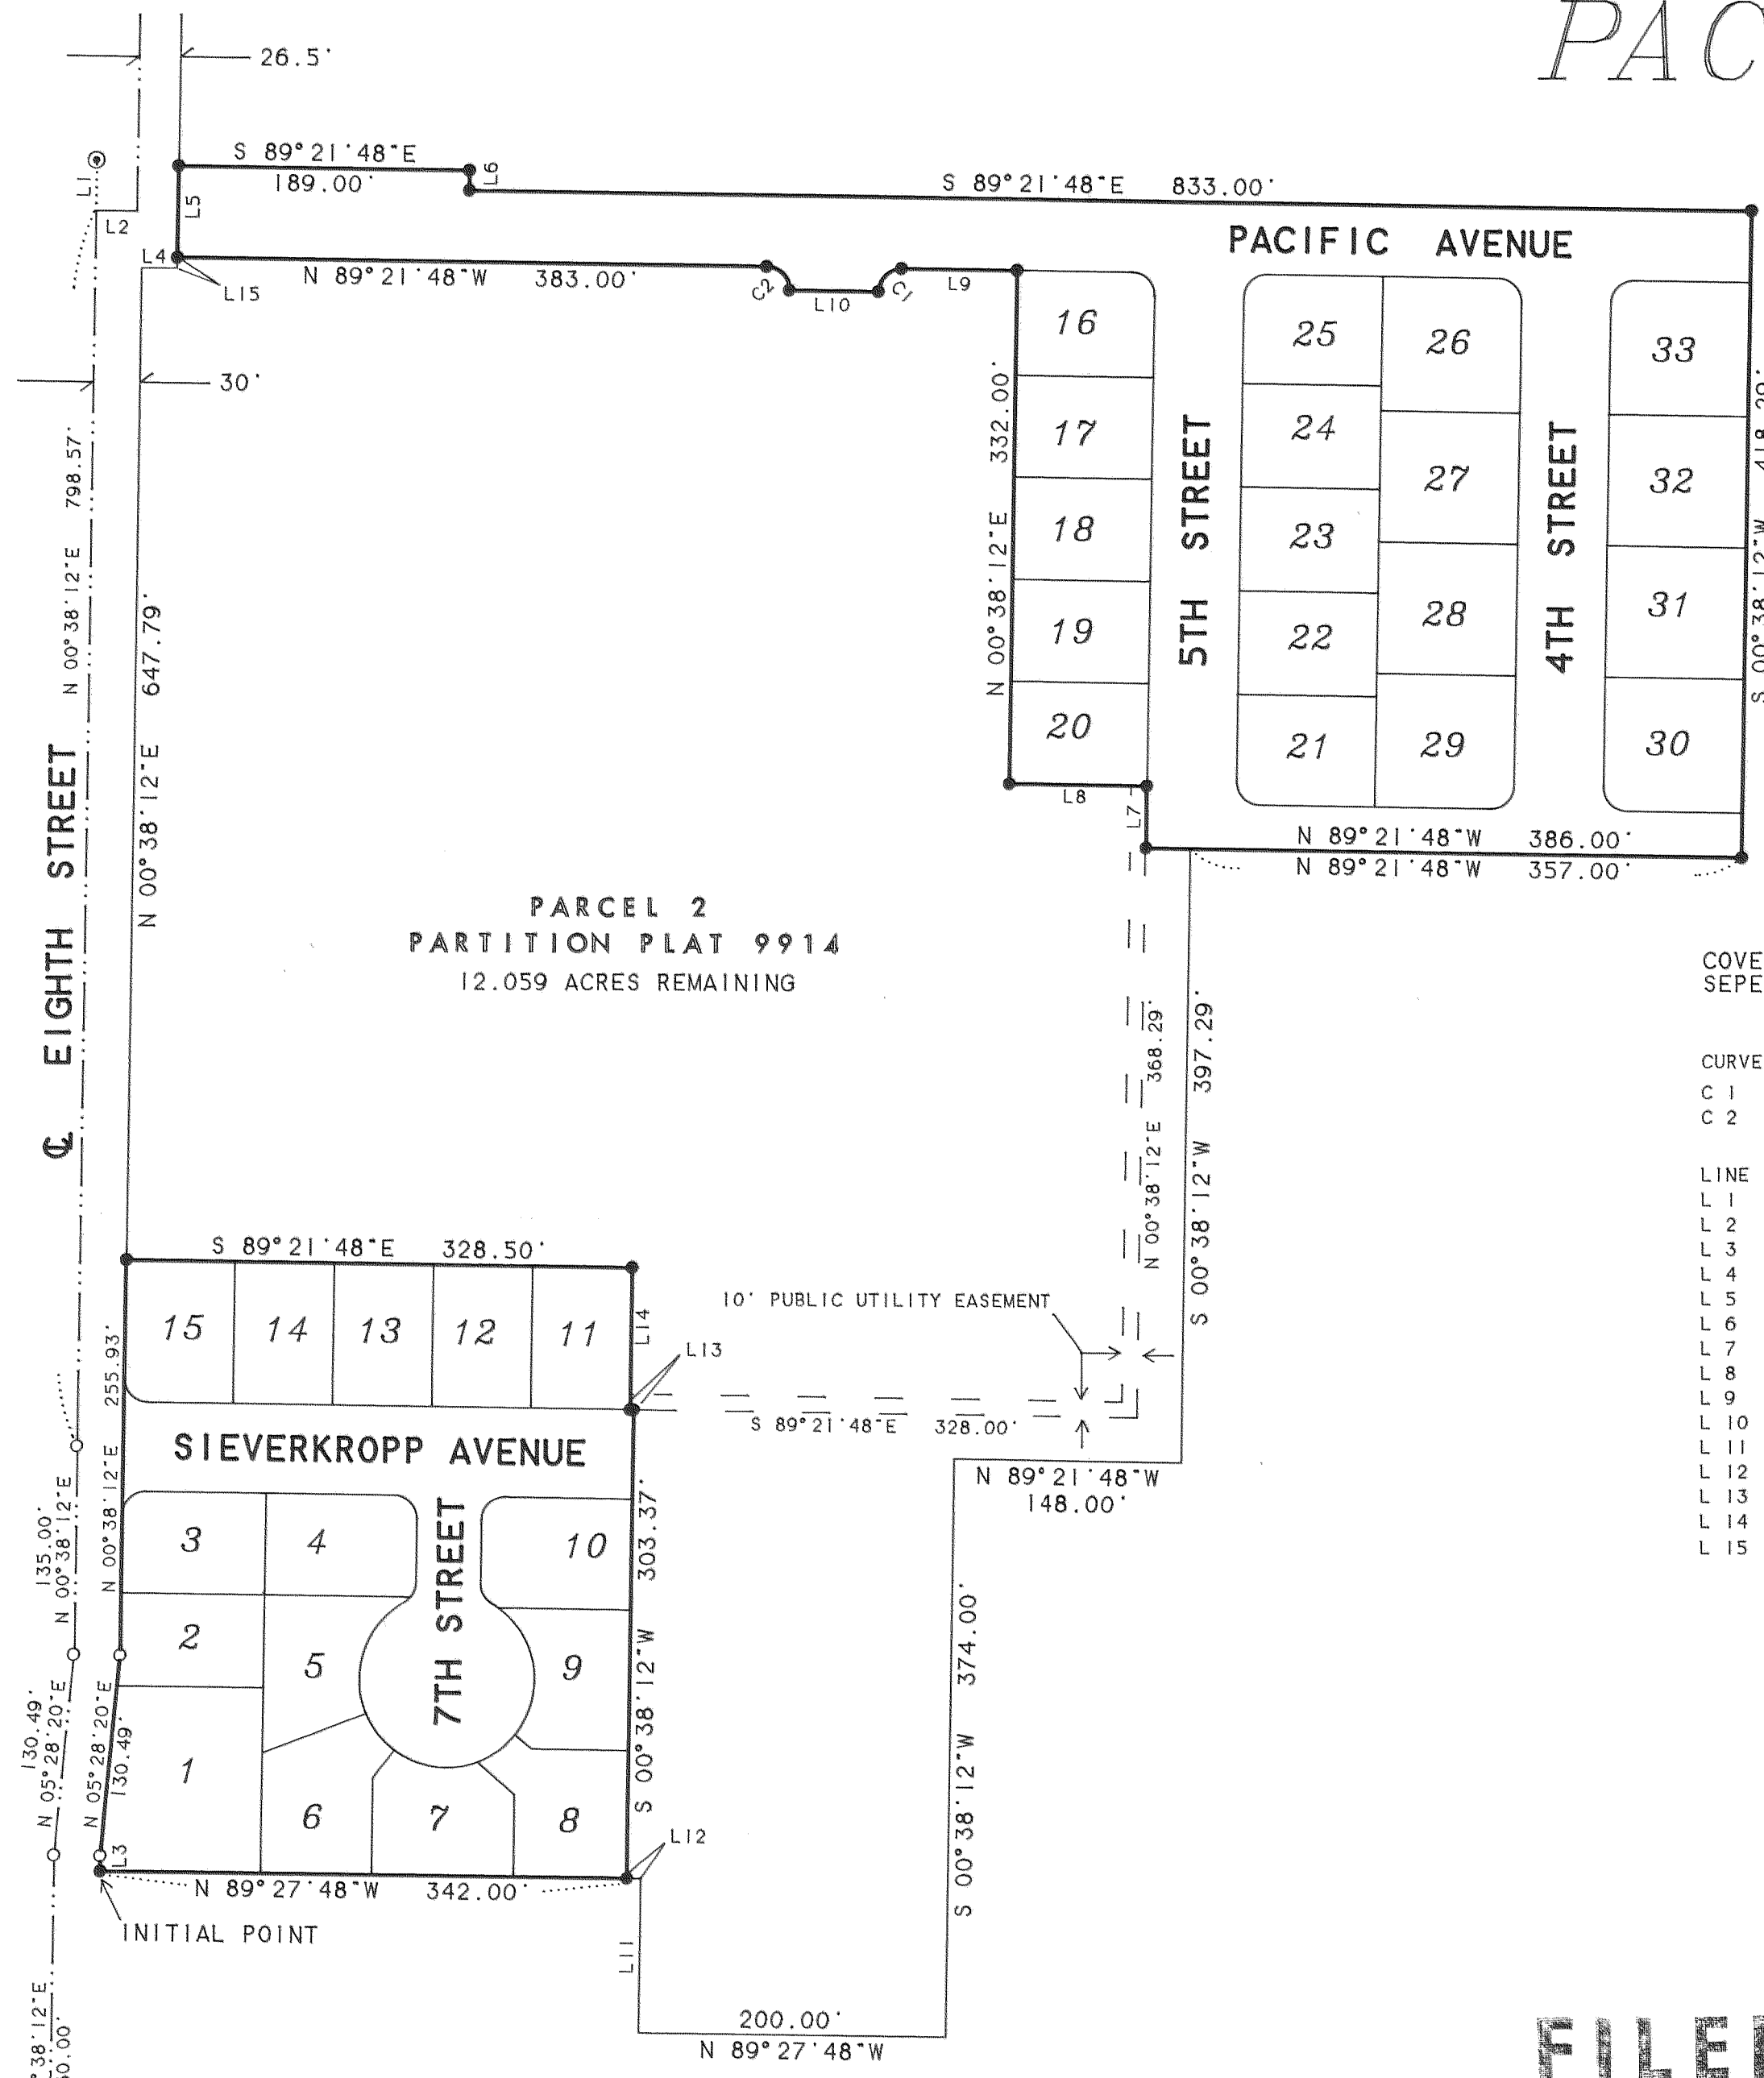 PAC
26.5'
S 89°21'48"E
189.00'
L6
L1
L5
L2
S 89°21'48"E 833.00'
PACIFIC AVENUE
L4
L15
N 89°21'48"W 383.00'
C2
L10
C1
L9
30'
16
17
18
19
20
25
24
23
22
21
26
27
28
29
33
32
31
30
5TH STREET
4TH STREET
N 00°38'12"E 332.00'
S 00°38'12"W 418.29'
N 00°38'12"E 798.57'
N 00°38'12"E 647.79'
℄ EIGHTH STREET
L8
L7
N 89°21'48"W 386.00'
N 89°21'48"W 357.00'
PARCEL 2
PARTITION PLAT 9914
12.059 ACRES REMAINING
N 00°38'12"E 368.29'
S 00°38'12"W 397.29'
COVE
SEPE
CURVE
C 1
C 2
LINE
L 1
L 2
L 3
L 4
L 5
L 6
L 7
L 8
L 9
L 10
L 11
L 12
L 13
L 14
L 15
S 89°21'48"E 328.50'
15
14
13
12
11
L14
L13
10' PUBLIC UTILITY EASEMENT
S 89°21'48"E 328.00'
N 89°21'48"W
148.00'
SIEVERKROPP AVENUE
N 00°38'12"E 255.93'
135.00'
N 00°38'12"E
3
4
10
2
5
9
1
6
7
8
7TH STREET
S 00°38'12"W 303.37'
S 00°38'12"W 374.00'
130.49'
N 05°28'20"E
N 05°28'20"E
130.49'
L3
L12
N 89°27'48"W 342.00'
INITIAL POINT
L11
200.00'
N 89°27'48"W
°38'12"E
0.00'
FILE